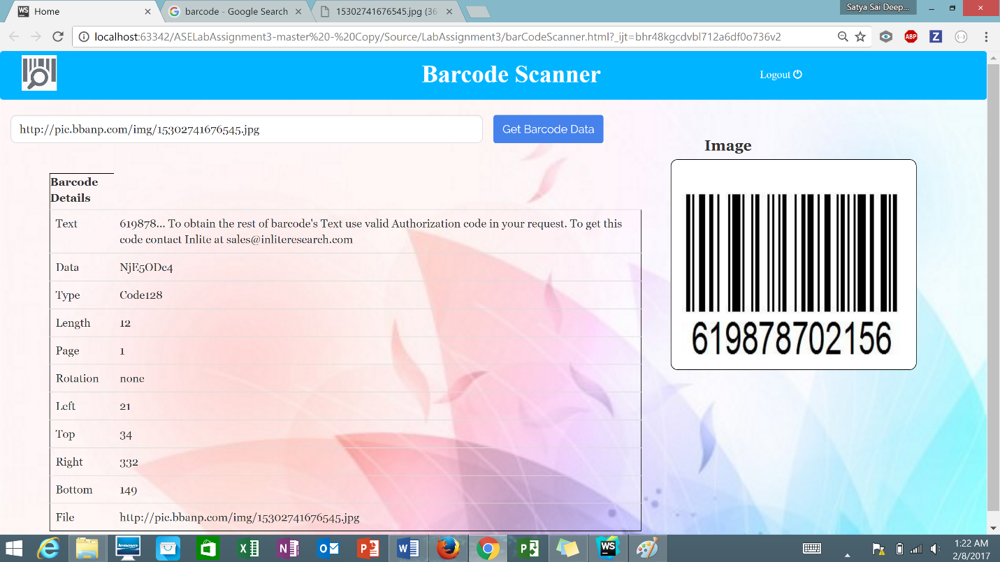 WS Home
barcode - Google Search
15302741676545.jpg (36
Satya Sai Deep...
localhost:63342/ASELabAssignment3-master%20-%20Copy/Source/LabAssignment3/barCodeScanner.html?_ijt=bhr48kgcdvbl712a6df0o736v2
ABP
Z
Barcode Scanner
Logout
http://pic.bbanp.com/img/15302741676545.jpg
Get Barcode Data
Image
619878702156
Barcode
Details
Text 619878... To obtain the rest of barcode's Text use valid Authorization code in your request. To get this
code contact Inlite at sales@inliteresearch.com
Data NjE5ODc4
Type Code128
Length 12
Page 1
Rotation none
Left 21
Top 34
Right 332
Bottom 149
File http://pic.bbanp.com/img/15302741676545.jpg
lenovo
WS
1:22 AM
2/8/2017